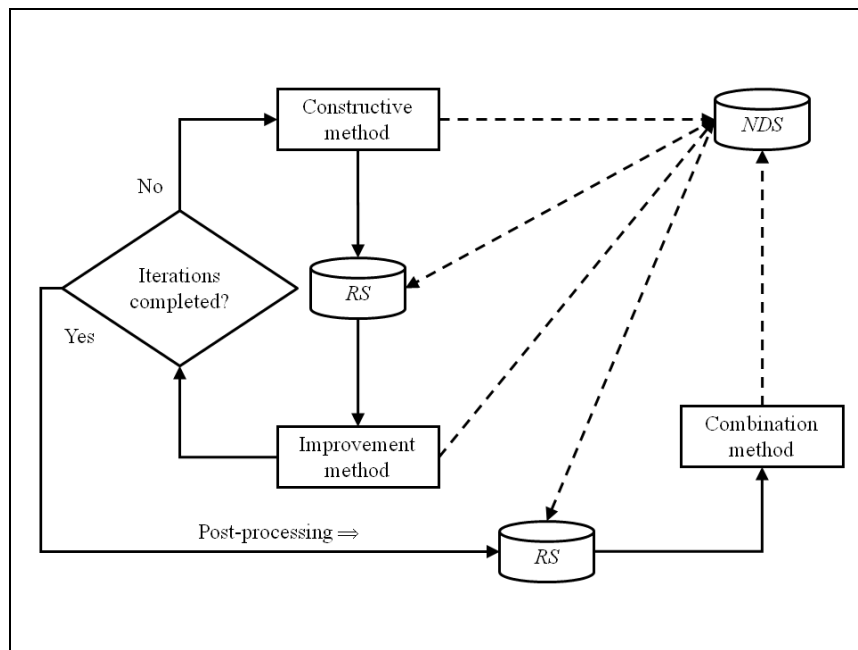 Constructive
method
NDS
No
Iterations
completed?
RS
Yes
Improvement
method
Combination
method
Post-processing ⇒
RS